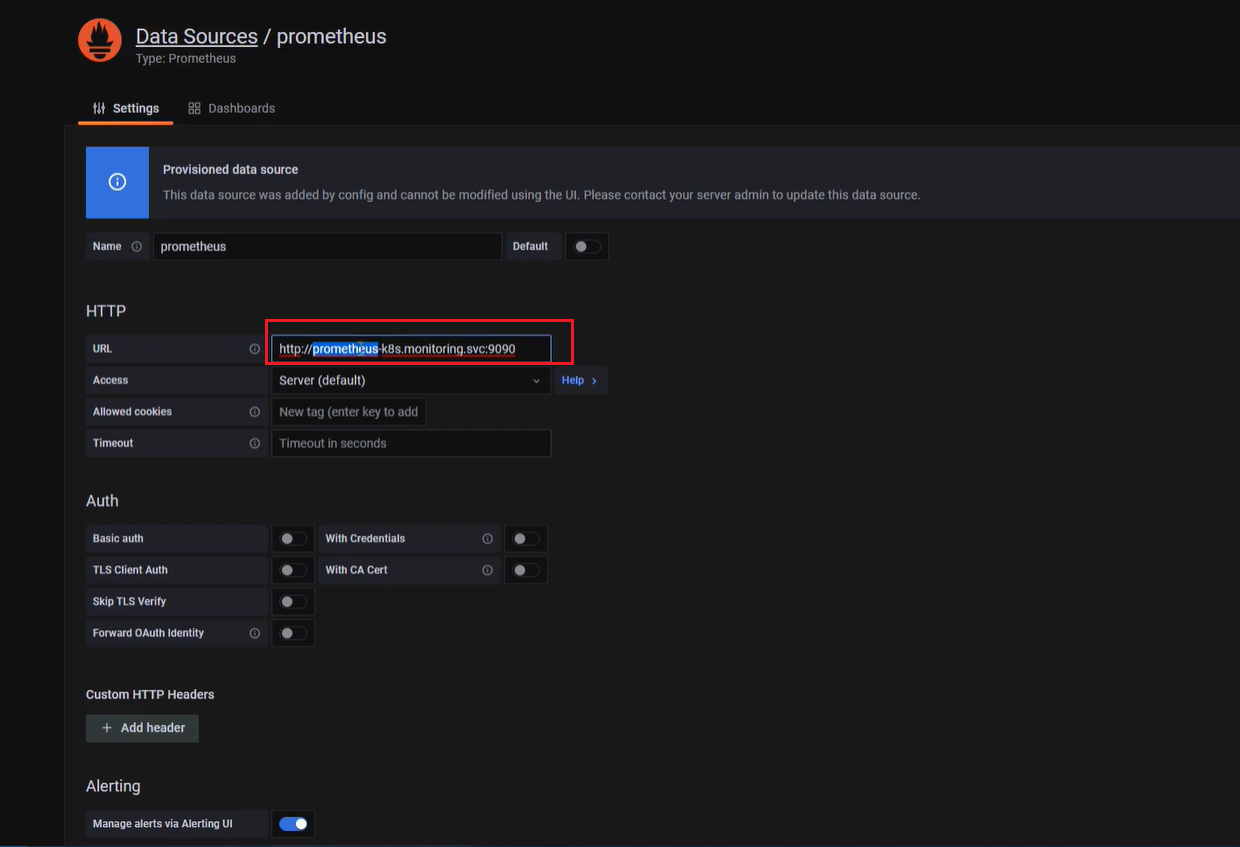 Data Sources / prometheus
Type: Prometheus
Settings Dashboards
Provisioned data source
This data source was added by config and cannot be modified using the UI. Please contact your server admin to update this data source.
Name prometheus Default
HTTP
URL http://prometheus-k8s.monitoring.svc:9090
Access Server (default) Help
Allowed cookies New tag (enter key to add
Timeout Timeout in seconds
Auth
Basic auth With Credentials
TLS Client Auth With CA Cert
Skip TLS Verify
Forward OAuth Identity
Custom HTTP Headers
+ Add header
Alerting
Manage alerts via Alerting UI